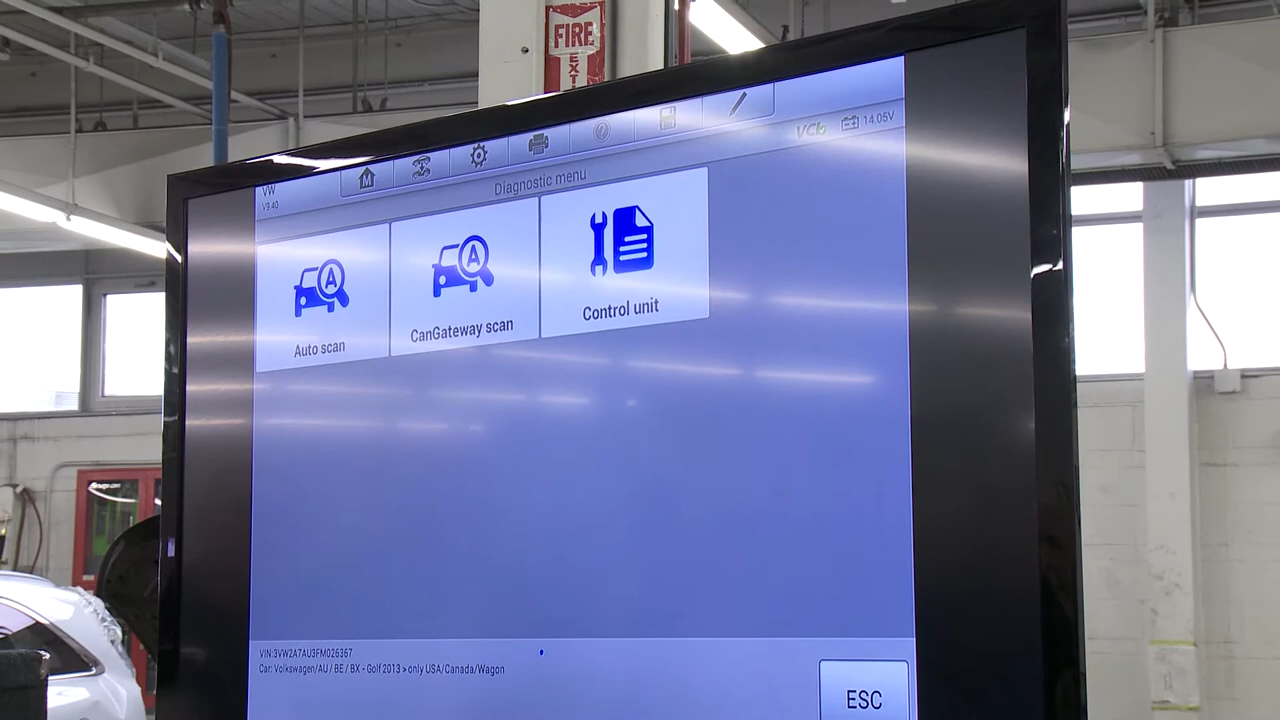 FIRE
EXT
VW
V9.40
M
VCI
14.05V
Diagnostic menu
A
Auto scan
A
CanGateway scan
Control unit
VIN:3VW2A7AU3FM026367
Car: Volkswagen/AU / BE / BX - Golf 2013 > only USA/Canada/Wagon
ESC